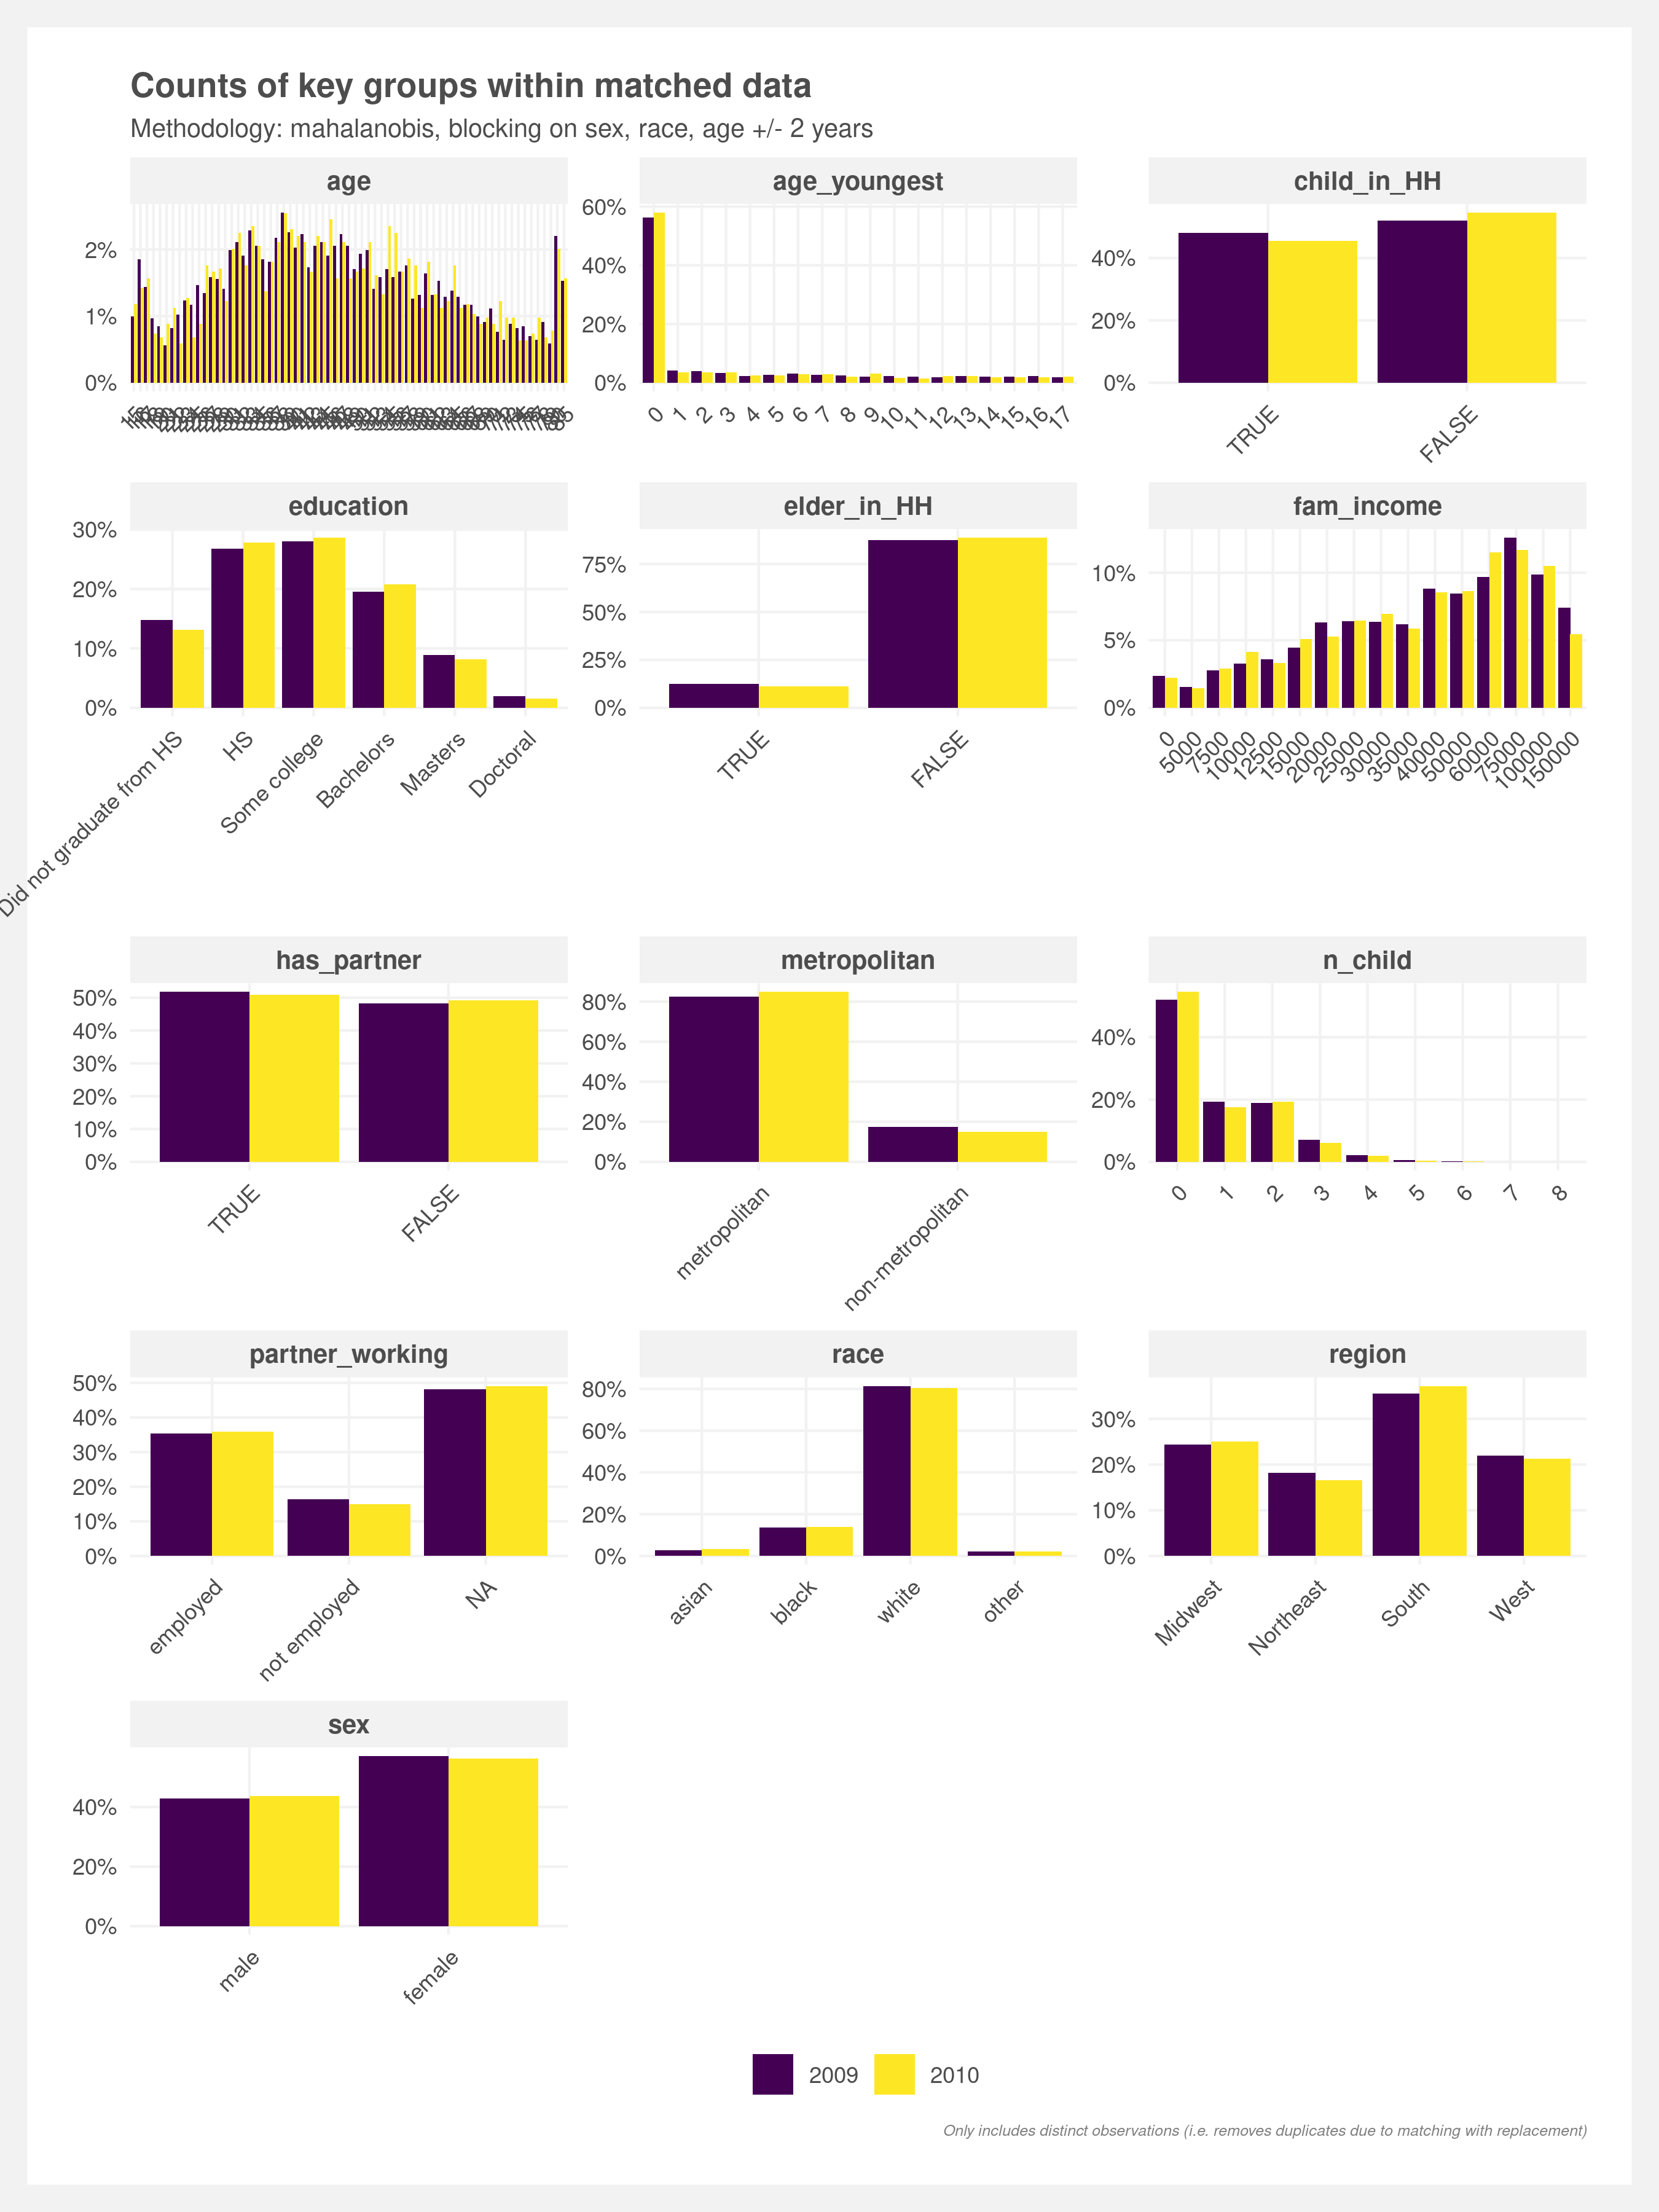 Counts of key groups within matched data
Methodology: mahalanobis, blocking on sex, race, age +/- 2 years
age
age_youngest
child_in_HH
2%
1%
0%
60%
40%
20%
0%
0 1 2 3 4 5 6 7 8 9 10 11 12 13 14 15 16 17
40%
20%
0%
TRUE FALSE
education
elder_in_HH
fam_income
30%
20%
10%
0%
Did not graduate from HS
HS
Some college
Bachelors
Masters
Doctoral
75%
50%
25%
0%
TRUE FALSE
10%
5%
0%
0 5000 7500 10000 12500 15000 20000 25000 30000 35000 40000 50000 60000 75000 100000 150000
has_partner
metropolitan
n_child
50%
40%
30%
20%
10%
0%
TRUE FALSE
80%
60%
40%
20%
0%
metropolitan
non-metropolitan
40%
20%
0%
0 1 2 3 4 5 6 7 8
partner_working
race
region
50%
40%
30%
20%
10%
0%
employed
not employed
NA
80%
60%
40%
20%
0%
asian
black
white
other
30%
20%
10%
0%
Midwest
Northeast
South
West
sex
40%
20%
0%
male
female
2009 2010
Only includes distinct observations (i.e. removes duplicates due to matching with replacement)